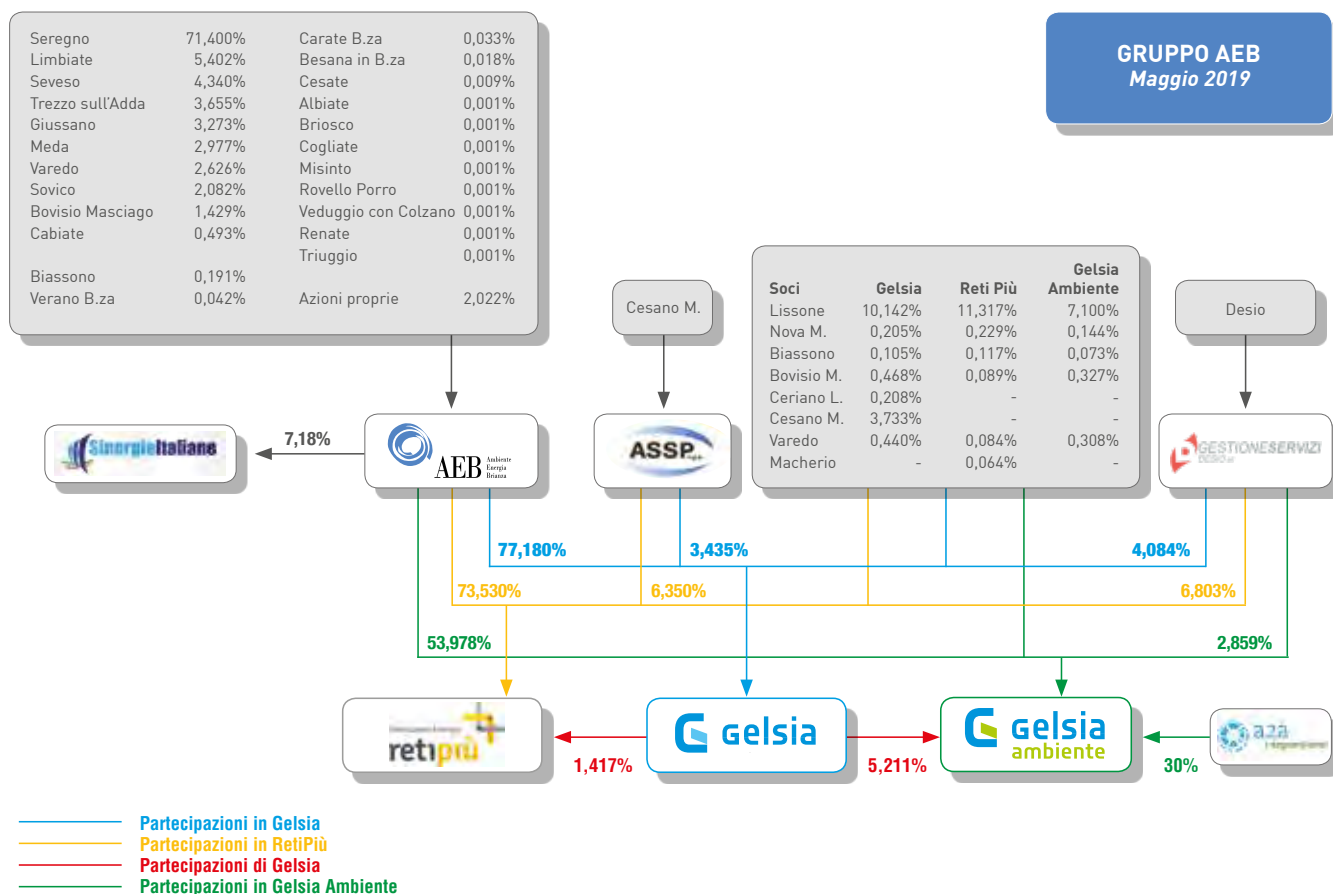 Seregno 71,400% Carate B.za 0,033%
Limbiate 5,402% Besana in B.za 0,018%
Seveso 4,340% Cesate 0,009%
Trezzo sull'Adda 3,655% Albiate 0,001%
Giussano 3,273% Briosco 0,001%
Meda 2,977% Cogliate 0,001%
Varedo 2,626% Misinto 0,001%
Sovico 2,082% Rovello Porro 0,001%
Bovisio Masciago 1,429% Veduggio con Colzano 0,001%
Cabiate 0,493% Renate 0,001%
Triuggio 0,001%
Biassono 0,191%
Verano B.za 0,042% Azioni proprie 2,022%
GRUPPO AEB
Maggio 2019
Cesano M.
Gelsia
Soci Gelsia Reti Più Ambiente
Lissone 10,142% 11,317% 7,100%
Nova M. 0,205% 0,229% 0,144%
Biassono 0,105% 0,117% 0,073%
Bovisio M. 0,468% 0,089% 0,327%
Ceriano L. 0,208% - -
Cesano M. 3,733% - -
Varedo 0,440% 0,084% 0,308%
Macherio - 0,064% -
Desio
SinergieItaliane
7,18%
AEB Ambiente Energia Brianza
ASSP
GESTIONESERVIZI
DESIO srl
77,180% 3,435% 4,084%
73,530% 6,350% 6,803%
53,978% 2,859%
retipiù
1,417%
Gelsia
5,211%
Gelsia
ambiente
30%
a2a
Partecipazioni in Gelsia
Partecipazioni in RetiPiù
Partecipazioni di Gelsia
Partecipazioni in Gelsia Ambiente